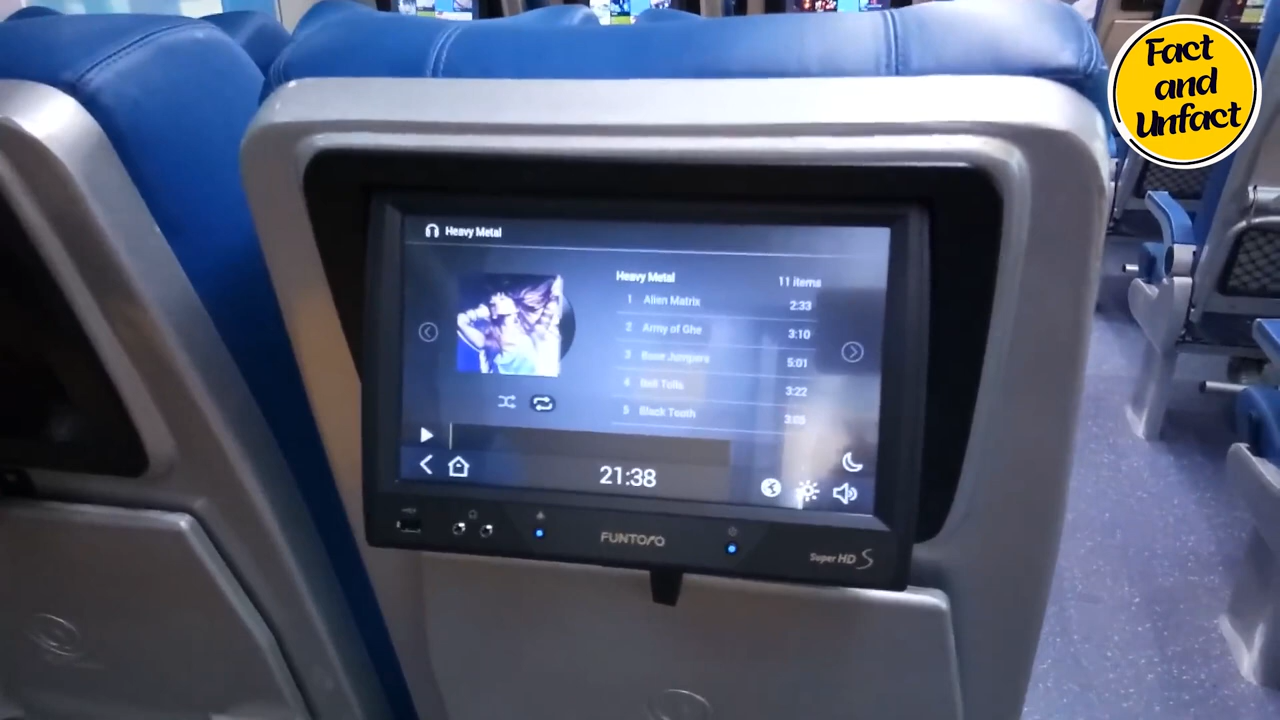 Fact
and
Unfact
Heavy Metal
Heavy Metal 11 items
1 Alien Matrix 2:33
2 Army of Ghe 3:10
3 Base Jumpers 5:01
4 Bell Tolls 3:22
5 Black Tooth 3:05
21:38
FUNTORO
Super HD S